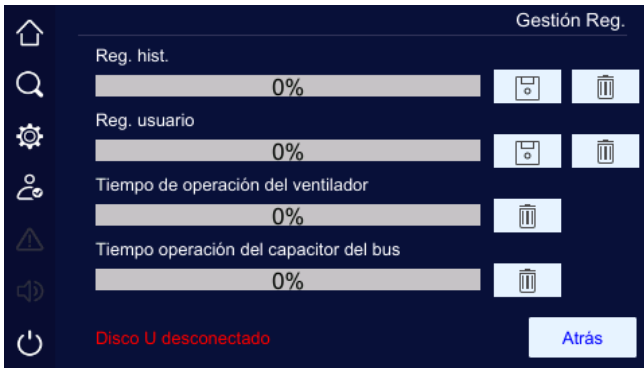 Gestión Reg.
Reg. hist.
0%
Reg. usuario
0%
Tiempo de operación del ventilador
0%
Tiempo operación del capacitor del bus
0%
Disco U desconectado
Atrás